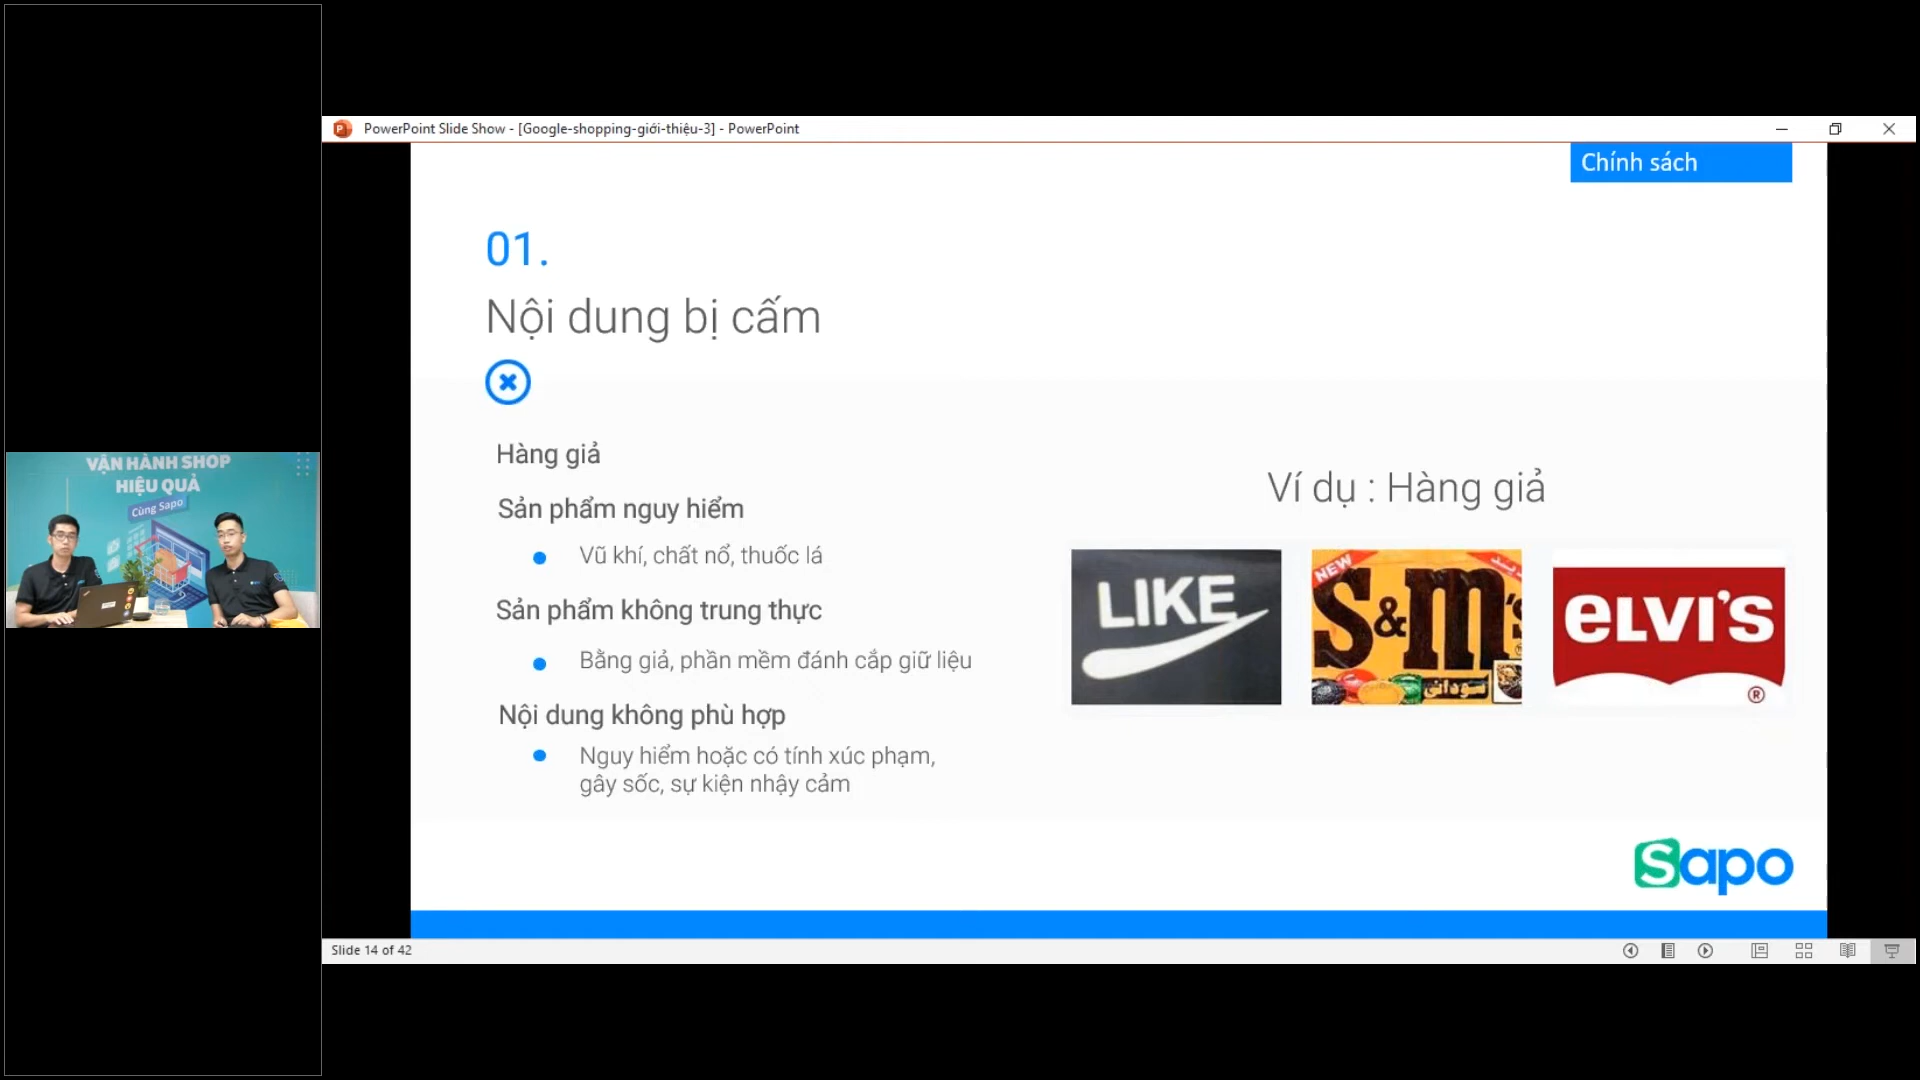 PowerPoint Slide Show - [Google-shopping-giới-thiệu-3] - PowerPoint
Chính sách
01.
Nội dung bị cấm
Hàng giả
Sản phẩm nguy hiểm
Vũ khí, chất nổ, thuốc lá
Sản phẩm không trung thực
Bằng giả, phần mềm đánh cắp giữ liệu
Nội dung không phù hợp
Nguy hiểm hoặc có tính xúc phạm,
gây sốc, sự kiện nhậy cảm
Ví dụ : Hàng giả
LIKE
NEW
S&m's
سوداني
eLVI'S
®
sapo
VẬN HÀNH SHOP
HIỆU QUẢ
Cùng Sapo
Slide 14 of 42